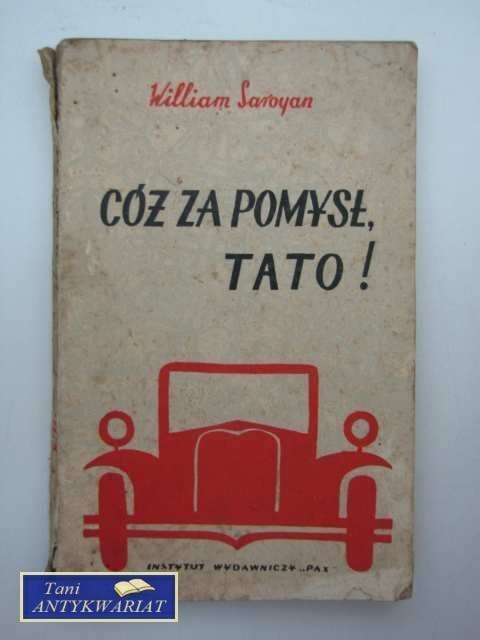 William Saroyan
CÓŻ ZA POMYSŁ,
TATO!
INSTYTUT WYDAWNICZY „PAX"
Tani
ANTYKWARIAT